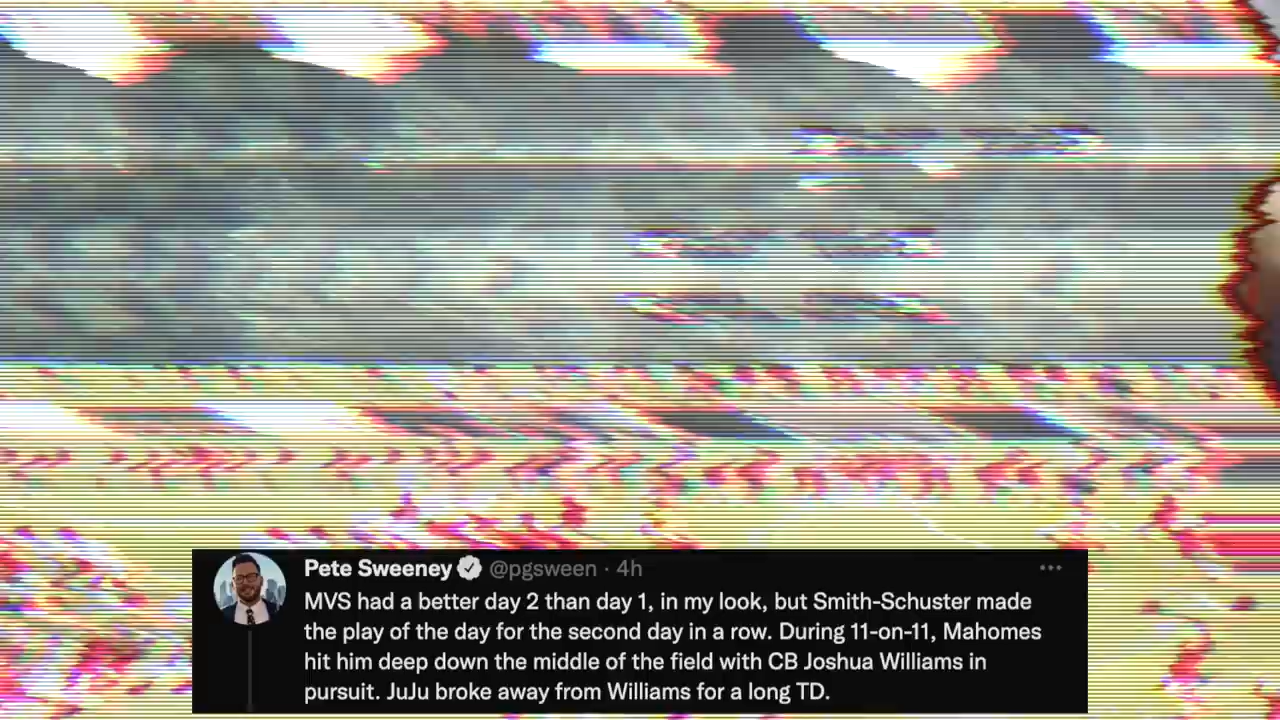 Pete Sweeney @pgsween · 4h
MVS had a better day 2 than day 1, in my look, but Smith-Schuster made
the play of the day for the second day in a row. During 11-on-11, Mahomes
hit him deep down the middle of the field with CB Joshua Williams in
pursuit. JuJu broke away from Williams for a long TD.